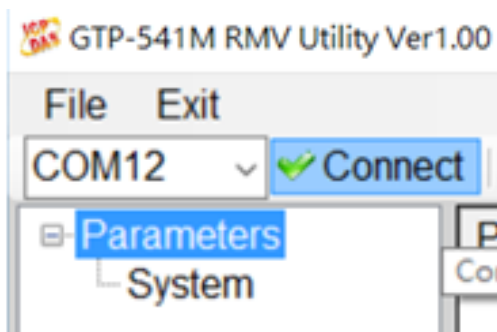 GTP-541M RMV Utility Ver1.00
File Exit
COM12 Connect
Parameters
System